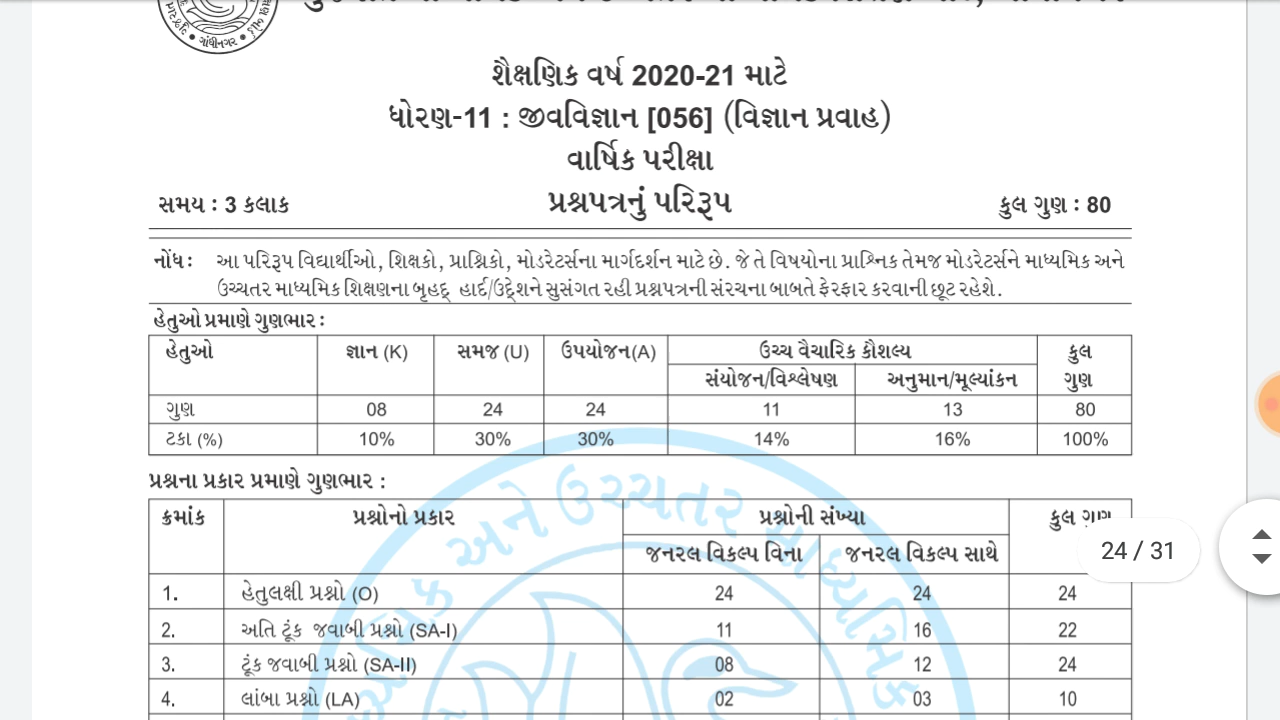 ગાંધીનગર
શૈક્ષણિક વર્ષ 2020-21 માટે
ધોરણ-11 : જીવવિજ્ઞાન [056] (વિજ્ઞાન પ્રવાહ)
વાર્ષિક પરીક્ષા
સમય : 3 કલાક પ્રશ્નપત્રનું પરિરૂપ કુલ ગુણ : 80
નોંધ : આ પરિરૂપ વિદ્યાર્થીઓ, શિક્ષકો, પ્રાશ્નિકો, મોડરેટર્સના માર્ગદર્શન માટે છે. જે તે વિષયોના પ્રાશ્નિક તેમજ મોડરેટર્સને માધ્યમિક અને
ઉચ્ચતર માધ્યમિક શિક્ષણના બૃહદ્ હાર્દ/ઉદ્દેશને સુસંગત રહી પ્રશ્નપત્રની સંરચના બાબતે ફેરફાર કરવાની છૂટ રહેશે.
હેતુઓ પ્રમાણે ગુણભાર :
હેતુઓ જ્ઞાન (K) સમજ (U) ઉપયોજન(A) ઉચ્ચ વૈચારિક કૌશલ્ય કુલ
સંયોજન/વિશ્લેષણ અનુમાન/મૂલ્યાંકન ગુણ
ગુણ 08 24 24 11 13 80
ટકા (%) 10% 30% 30% 14% 16% 100%
પ્રશ્નના પ્રકાર પ્રમાણે ગુણભાર :
ક્રમાંક પ્રશ્નોનો પ્રકાર પ્રશ્નોની સંખ્યા કુલ ગુણ
જનરલ વિકલ્પ વિના જનરલ વિકલ્પ સાથે
24 / 31
1. હેતુલક્ષી પ્રશ્નો (O) 24 24 24
2. અતિ ટૂંક જવાબી પ્રશ્નો (SA-I) 11 16 22
3. ટૂંક જવાબી પ્રશ્નો (SA-II) 08 12 24
4. લાંબા પ્રશ્નો (LA) 02 03 10
અને ઉચ્ચતર માધ્યમિક